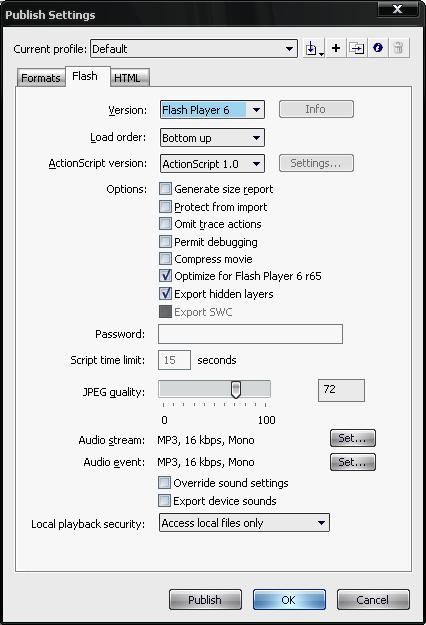 Publish Settings
Current profile: Default
Formats Flash HTML
Version: Flash Player 6 Info
Load order: Bottom up
ActionScript version: ActionScript 1.0 Settings...
Options: Generate size report
Protect from import
Omit trace actions
Permit debugging
Compress movie
Optimize for Flash Player 6 r65
Export hidden layers
Export SWC
Password:
Script time limit: 15 seconds
JPEG quality: 72
0 100
Audio stream: MP3, 16 kbps, Mono Set...
Audio event: MP3, 16 kbps, Mono Set...
Override sound settings
Export device sounds
Local playback security: Access local files only
Publish OK Cancel